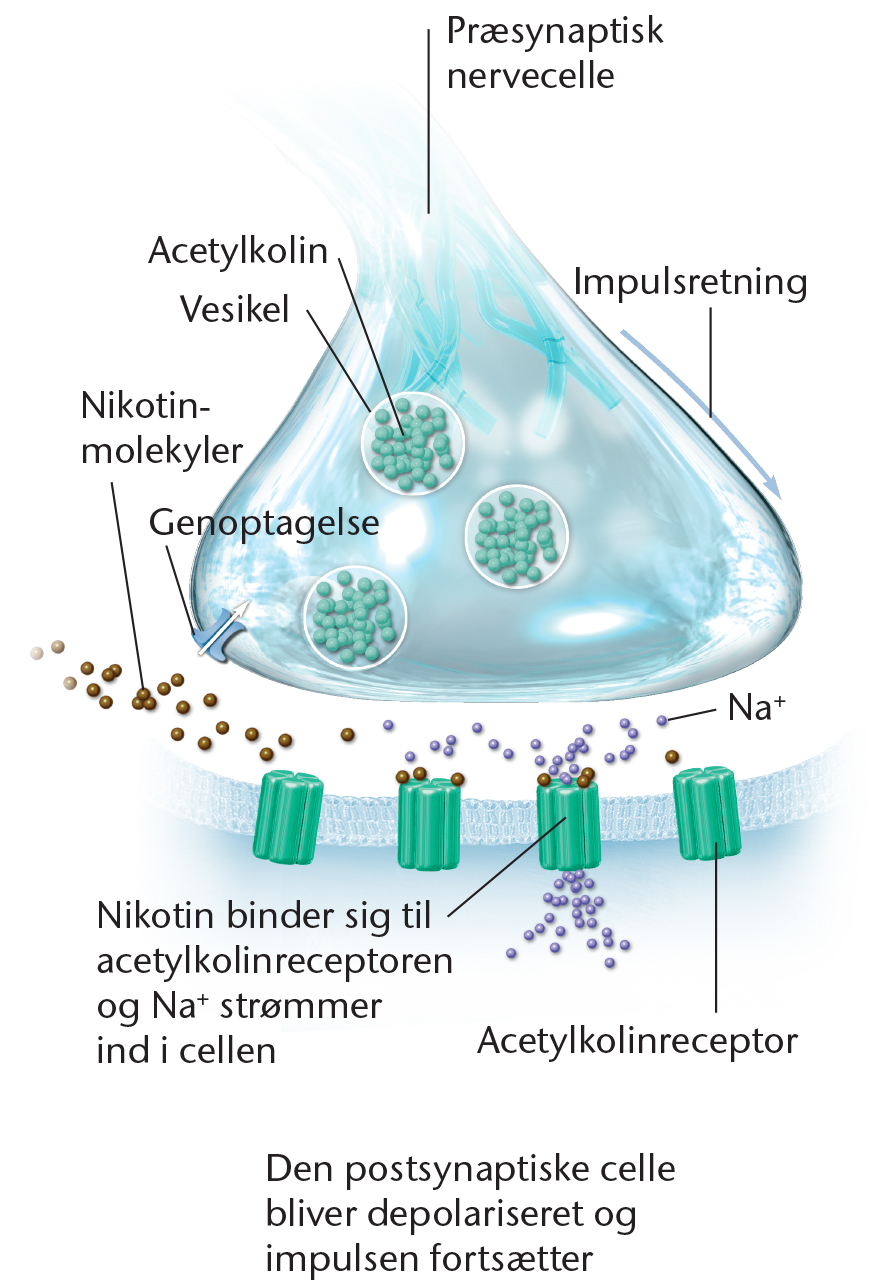 Præsynaptisk
nervecelle
Acetylkolin
Vesikel
Impulsretning
Nikotin-
molekyler
Genoptagelse
Na⁺
Nikotin binder sig til
acetylkolinreceptoren
og Na⁺ strømmer
ind i cellen
Acetylkolinreceptor
Den postsynaptiske celle
bliver depolariseret og
impulsen fortsætter